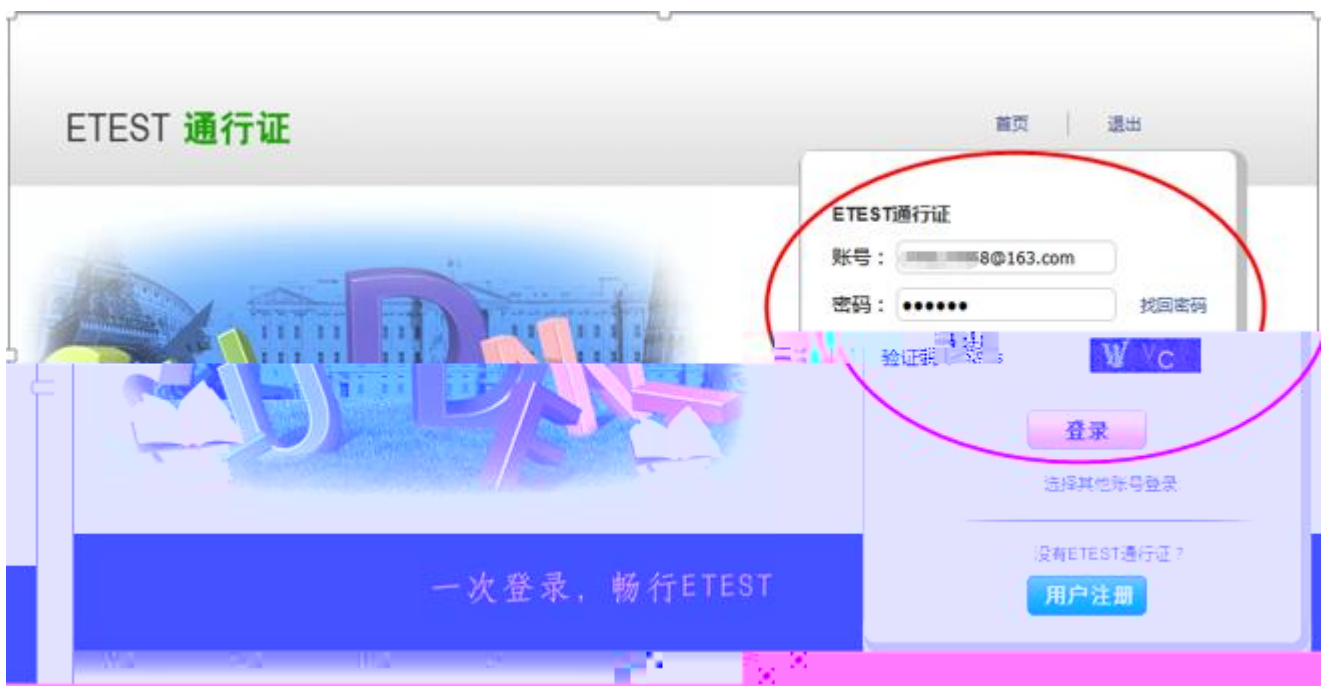 ETEST 通行证
首页 退出
ETEST通行证
账号： 8@163.com
密码： ●●●●●● 找回密码
验证
登录
选择其他账号登录
没有ETEST通行证？
用户注册
一次登录，畅行ETEST